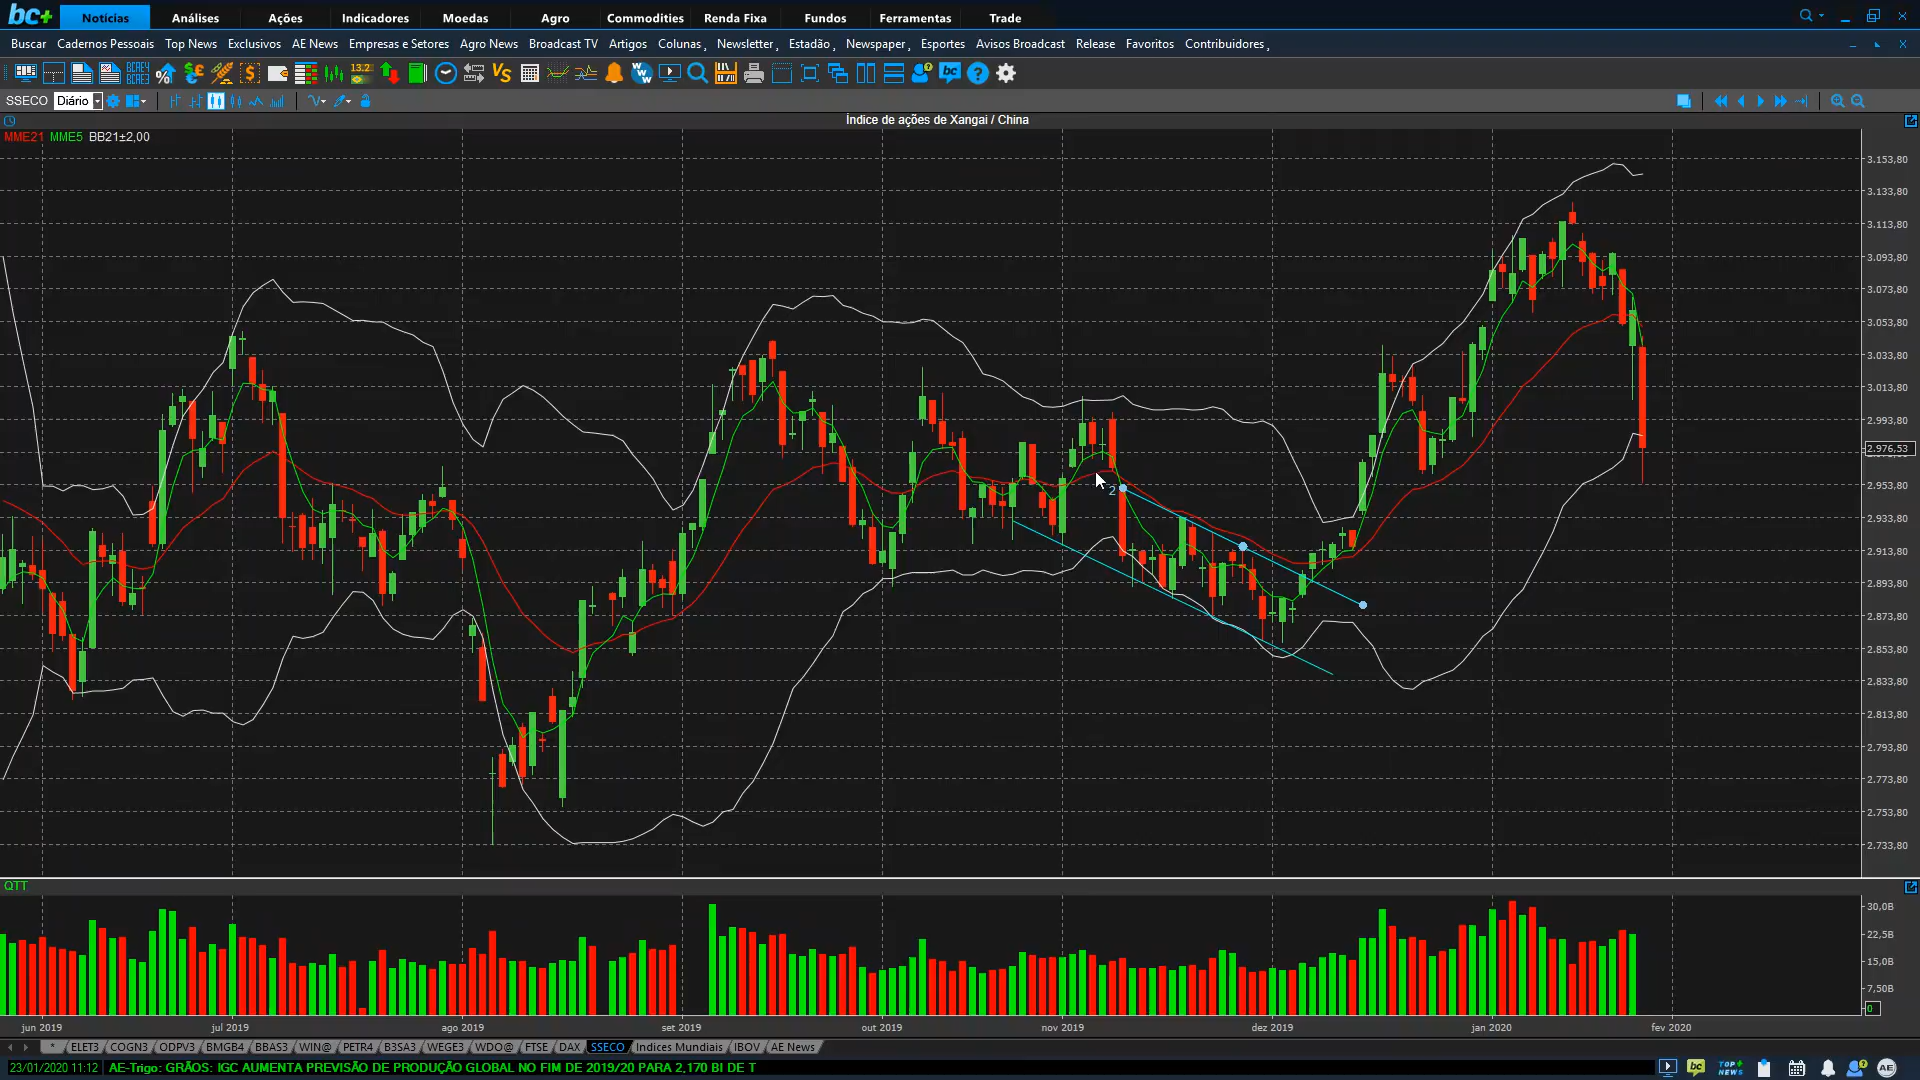 bc+ Notícias Análises Ações Indicadores Moedas Agro Commodities Renda Fixa Fundos Ferramentas Trade
Buscar Cadernos Pessoais Top News Exclusivos AE News Empresas e Setores Agro News Broadcast TV Artigos Colunas Newsletter Estadão Newspaper Esportes Avisos Broadcast Release Favoritos Contribuidores
SSECO Diário
Índice de ações de Xangai / China
MME21 MME5 BB21±2,00
3.153,80
3.133,80
3.113,80
3.093,80
3.073,80
3.053,80
3.033,80
3.013,80
2.993,80
2.976,53
2.953,80
2.933,80
2.913,80
2.893,80
2.873,80
2.853,80
2.833,80
2.813,80
2.793,80
2.773,80
2.753,80
2.733,80
2
QTT
30,0B
22,5B
15,0B
7,50B
0
jun 2019 jul 2019 ago 2019 set 2019 out 2019 nov 2019 dez 2019 jan 2020 fev 2020
* ELET3 COGN3 ODPV3 BMGB4 BBAS3 WIN@ PETR4 B3SA3 WEGE3 WDO@ FTSE DAX SSECO Indices Mundiais IBOV AE News
23/01/2020 11:12 AE-Trigo: GRÃOS: IGC AUMENTA PREVISÃO DE PRODUÇÃO GLOBAL NO FIM DE 2019/20 PARA 2,170 BI DE T